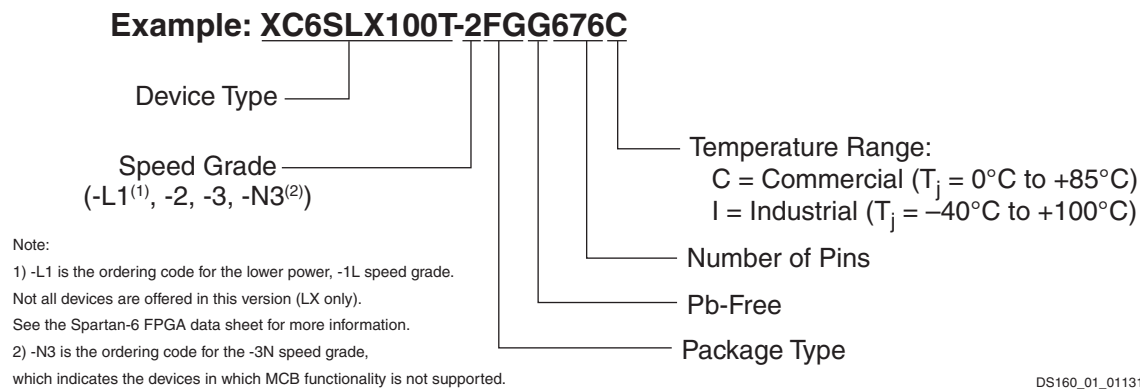 Example: XC6SLX100T-2FGG676C
Device Type
Speed Grade
(-L1(1), -2, -3, -N3(2))
Temperature Range:
C = Commercial (Tj = 0°C to +85°C)
I = Industrial (Tj = –40°C to +100°C)
Number of Pins
Pb-Free
Package Type
Note:
1) -L1 is the ordering code for the lower power, -1L speed grade.
Not all devices are offered in this version (LX only).
See the Spartan-6 FPGA data sheet for more information.
2) -N3 is the ordering code for the -3N speed grade,
which indicates the devices in which MCB functionality is not supported.
DS160_01_01131